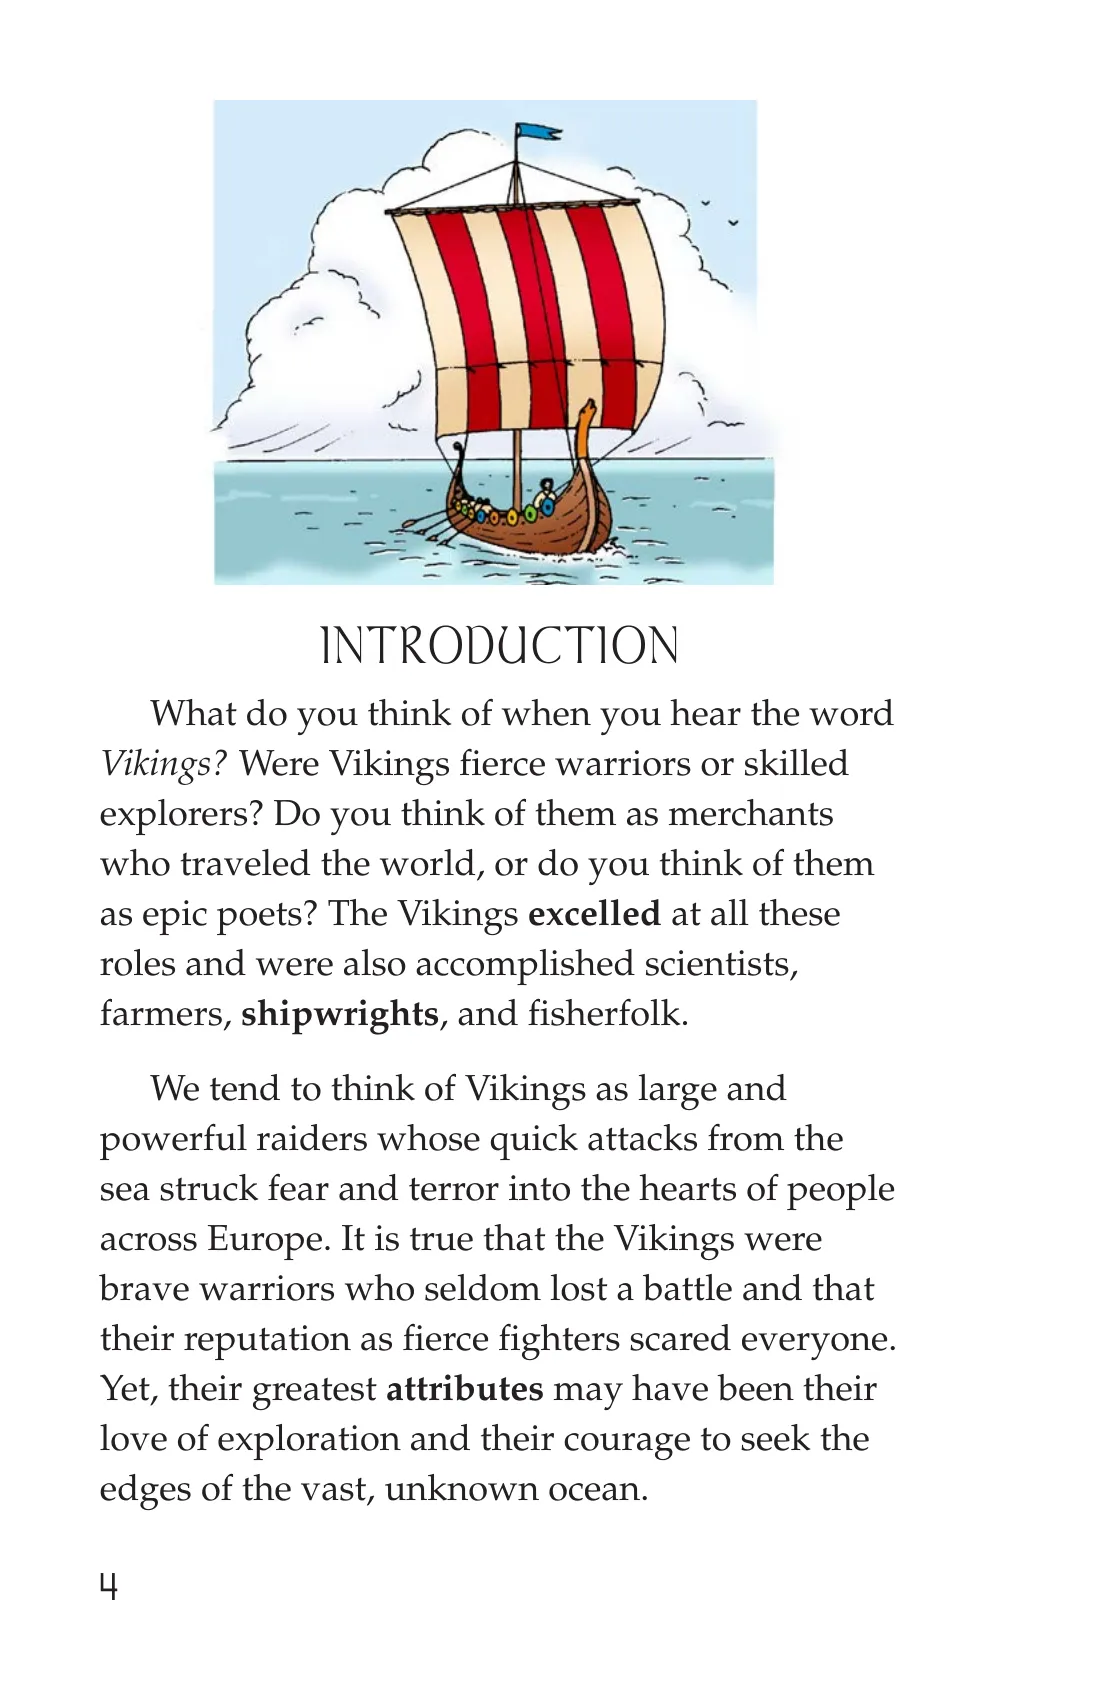 INTRODUCTION
What do you think of when you hear the word
Vikings? Were Vikings fierce warriors or skilled
explorers? Do you think of them as merchants
who traveled the world, or do you think of them
as epic poets? The Vikings excelled at all these
roles and were also accomplished scientists,
farmers, shipwrights, and fisherfolk.
We tend to think of Vikings as large and
powerful raiders whose quick attacks from the
sea struck fear and terror into the hearts of people
across Europe. It is true that the Vikings were
brave warriors who seldom lost a battle and that
their reputation as fierce fighters scared everyone.
Yet, their greatest attributes may have been their
love of exploration and their courage to seek the
edges of the vast, unknown ocean.
4